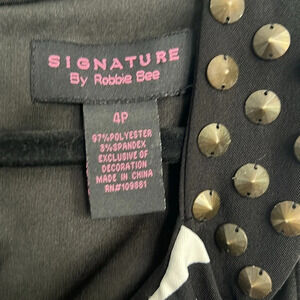 SIGNATURE
By Robbie Bee
4P
97%POLYESTER
3%SPANDEX
EXCLUSIVE OF
DECORATION
MADE IN CHINA
RN#109881